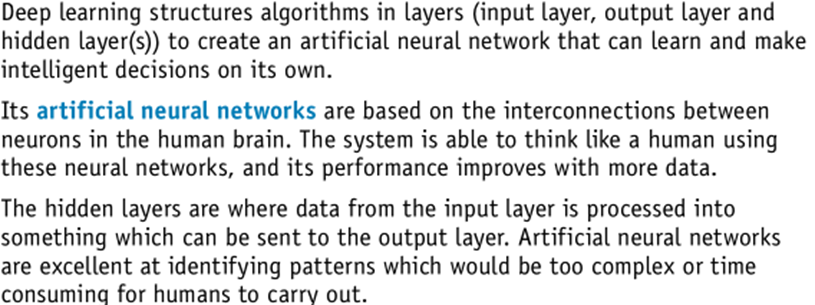 Deep learning structures algorithms in layers (input layer, output layer and
hidden layer(s)) to create an artificial neural network that can learn and make
intelligent decisions on its own.
Its artificial neural networks are based on the interconnections between
neurons in the human brain. The system is able to think like a human using
these neural networks, and its performance improves with more data.
The hidden layers are where data from the input layer is processed into
something which can be sent to the output layer. Artificial neural networks
are excellent at identifying patterns which would be too complex or time
consuming for humans to carry out.